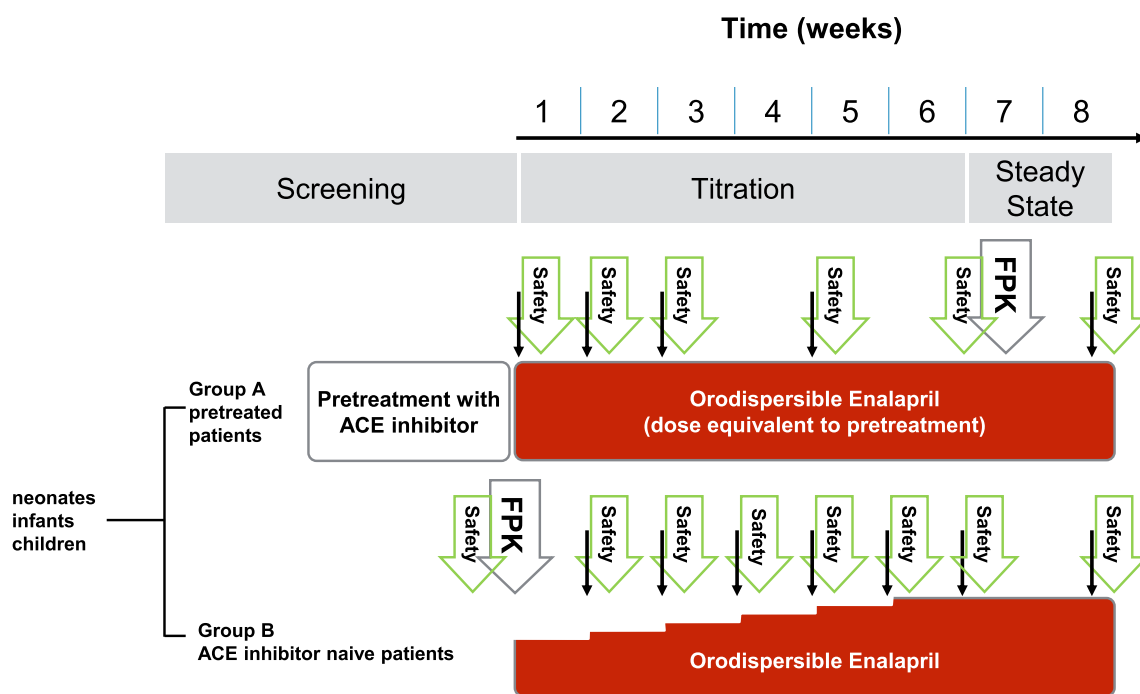 Time (weeks)
1 2 3 4 5 6 7 8
Screening
Titration
Steady
State
Safety
Safety
Safety
Safety
Safety
FPK
Safety
Group A
pretreated
patients
Pretreatment with
ACE inhibitor
Orodispersible Enalapril
(dose equivalent to pretreatment)
neonates
infants
children
Safety
FPK
Safety
Safety
Safety
Safety
Safety
Safety
Safety
Group B
ACE inhibitor naive patients
Orodispersible Enalapril